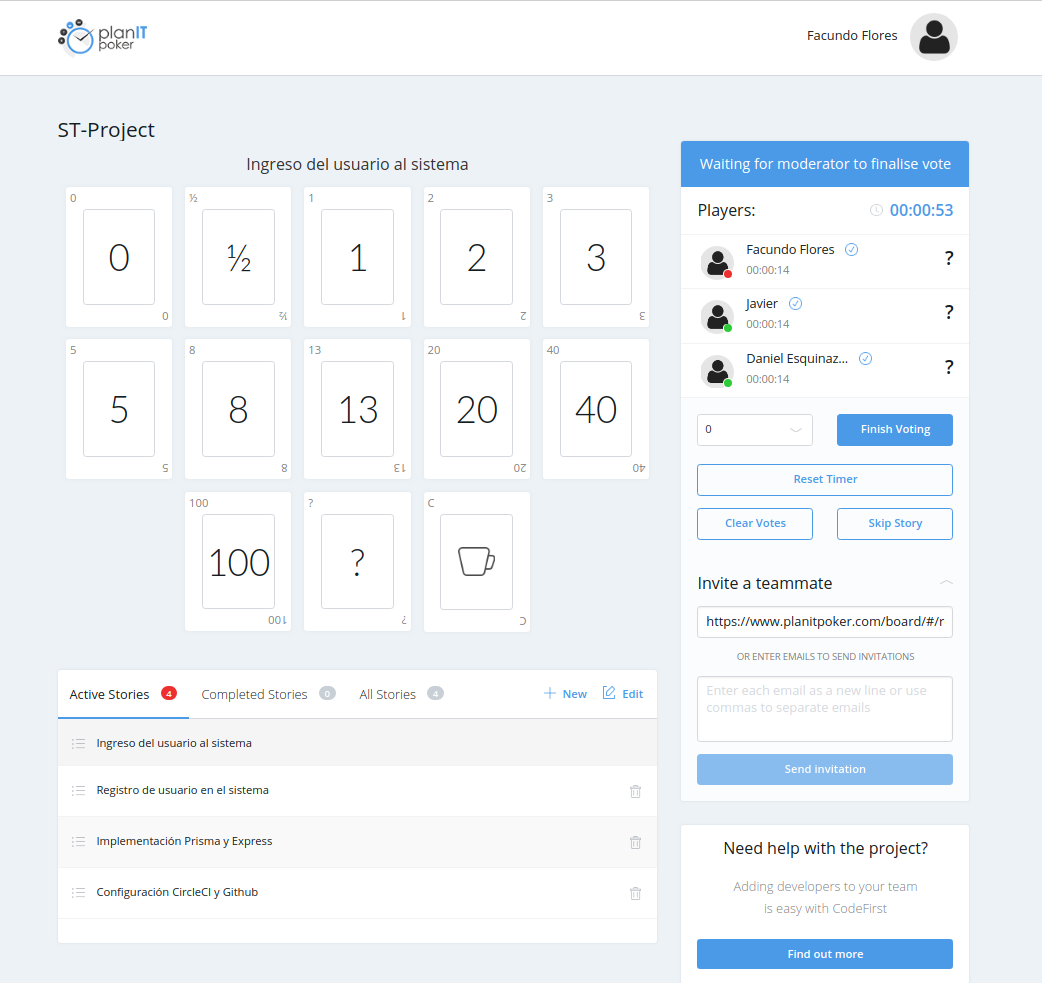 planIT
poker
Facundo Flores
ST-Project
Ingreso del usuario al sistema
0
0
0
½
½
½
1
1
1
2
2
2
3
3
3
5
5
5
8
8
8
13
13
13
20
20
20
40
40
40
100
100
100
?
?
?
C
C
Waiting for moderator to finalise vote
Players:
00:00:53
Facundo Flores
?
00:00:14
Javier
?
00:00:14
Daniel Esquinaz...
?
00:00:14
0
Finish Voting
Reset Timer
Clear Votes
Skip Story
Invite a teammate
https://www.planitpoker.com/board/#/r
OR ENTER EMAILS TO SEND INVITATIONS
Enter each email as a new line or use
commas to separate emails
Send invitation
Active Stories 4 Completed Stories 0 All Stories 4 New Edit
Ingreso del usuario al sistema
Registro de usuario en el sistema
Implementación Prisma y Express
Configuración CircleCI y Github
Need help with the project?
Adding developers to your team
is easy with CodeFirst
Find out more